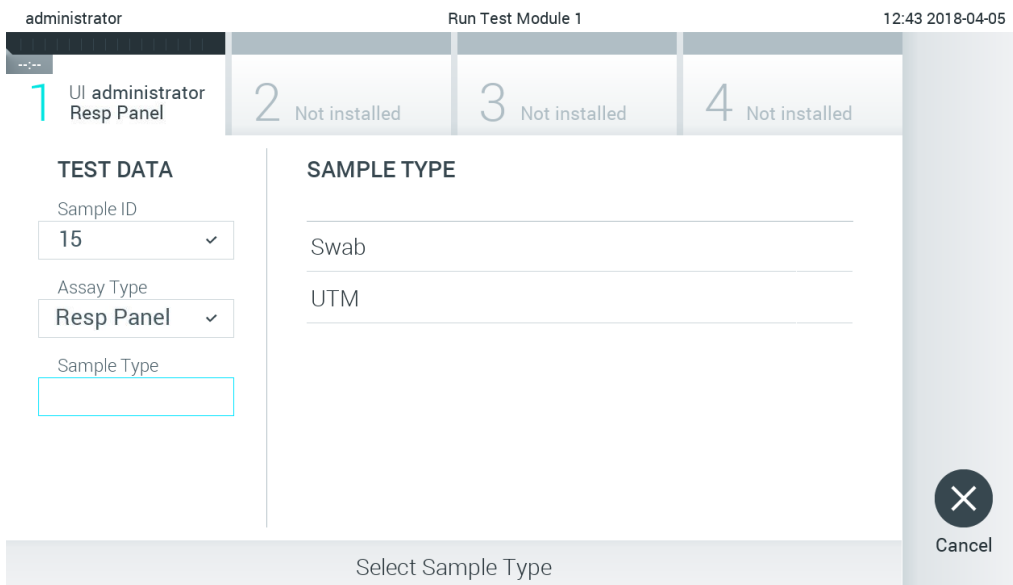 administrator Run Test Module 1 12:43 2018-04-05
--:--
1 UI administrator
Resp Panel
2 Not installed
3 Not installed
4 Not installed
TEST DATA
Sample ID
15
Assay Type
Resp Panel
Sample Type
SAMPLE TYPE
Swab
UTM
Cancel
Select Sample Type